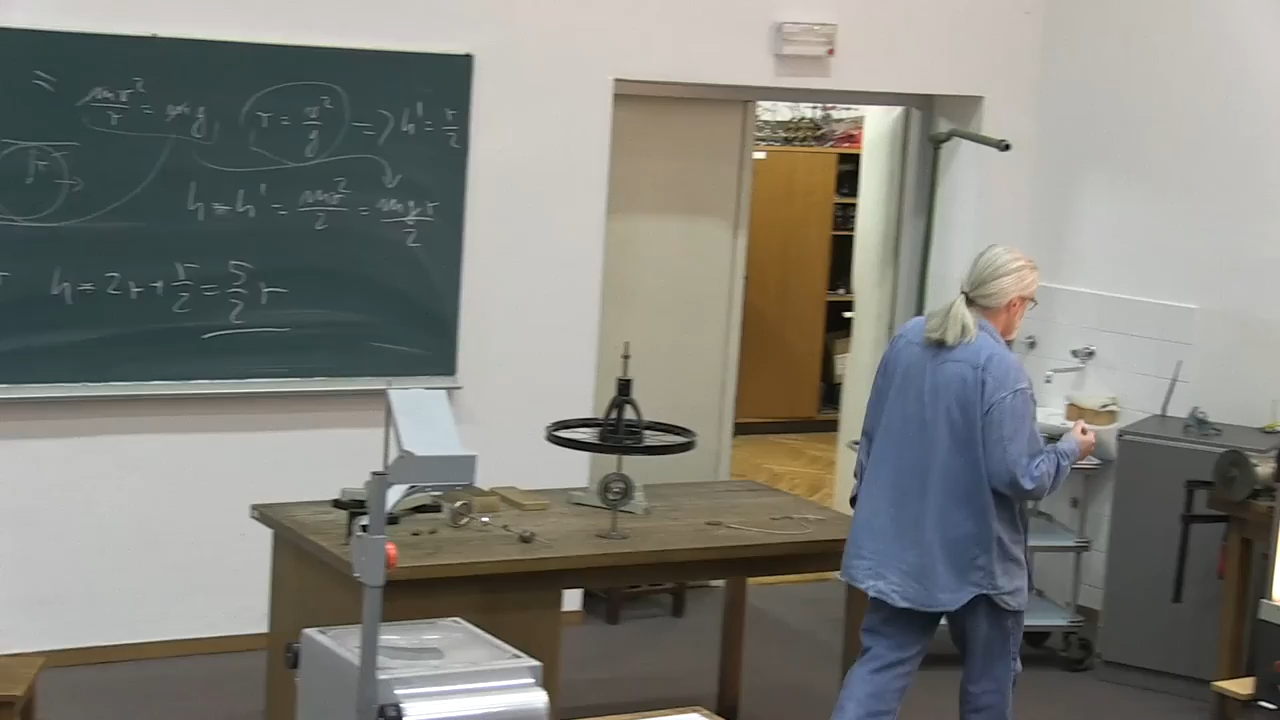 = mv²/r = mg r = v²/g => h' = r/2
r
h = h' = mv²/2 = mgr/2
h = 2r + r/2 = 5/2 r